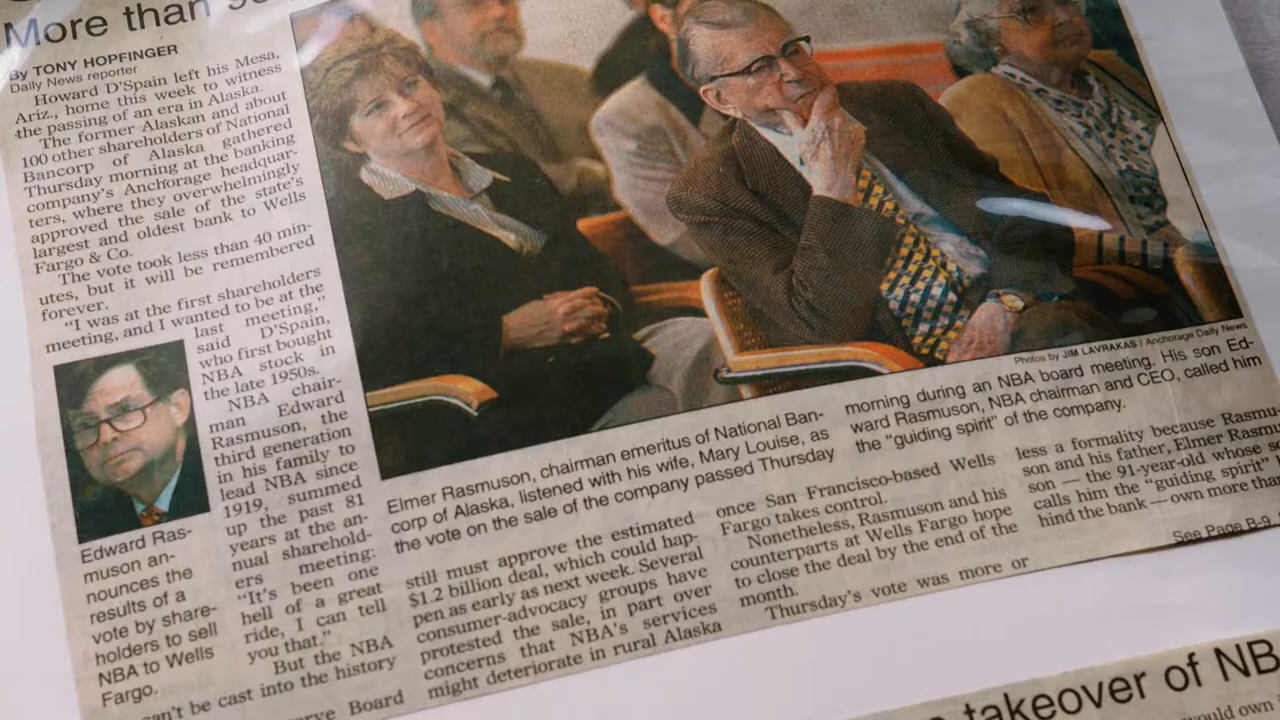 More than 90
By TONY HOPFINGER
Daily News reporter
Howard D'Spain left his Mesa,
Ariz., home this week to witness
the passing of an era in Alaska.
The former Alaskan and about
100 other shareholders of National
Bancorp of Alaska gathered
Thursday morning at the banking
company's Anchorage headquar-
ters, where they overwhelmingly
approved the sale of the state's
largest and oldest bank to Wells
Fargo & Co.
The vote took less than 40 min-
utes, but it will be remembered
forever.
"I was at the first shareholders
meeting, and I wanted to be at the
last meeting,"
said D'Spain,
who first bought
NBA stock in
the late 1950s.
NBA chair-
man Edward
Rasmuson, the
third generation
in his family to
lead NBA since
1919, summed
up the past 81
years at the an-
nual sharehold-
ers meeting:
"It's been one
hell of a great
ride, I can tell
you that."
But the NBA
can't be cast into the history
Board
Edward Ras-
muson an-
nounces the
results of a
vote by share-
holders to sell
NBA to Wells
Fargo.
Photos by JIM LAVRAKAS / Anchorage Daily News
Elmer Rasmuson, chairman emeritus of National Ban-
corp of Alaska, listened with his wife, Mary Louise, as
the vote on the sale of the company passed Thursday
morning during an NBA board meeting. His son Ed-
ward Rasmuson, NBA chairman and CEO, called him
the "guiding spirit" of the company.
still must approve the estimated
$1.2 billion deal, which could hap-
pen as early as next week. Several
consumer-advocacy groups have
protested the sale, in part over
concerns that NBA's services
might deteriorate in rural Alaska
once San Francisco-based Wells
Fargo takes control.
Nonetheless, Rasmuson and his
counterparts at Wells Fargo hope
to close the deal by the end of the
month.
Thursday's vote was more or
less a formality because Rasmu-
son and his father, Elmer Rasmu-
son — the 91-year-old whose
calls him the "guiding spirit"
hind the bank — own more than
See Page B-9,
takeover of NB
would own